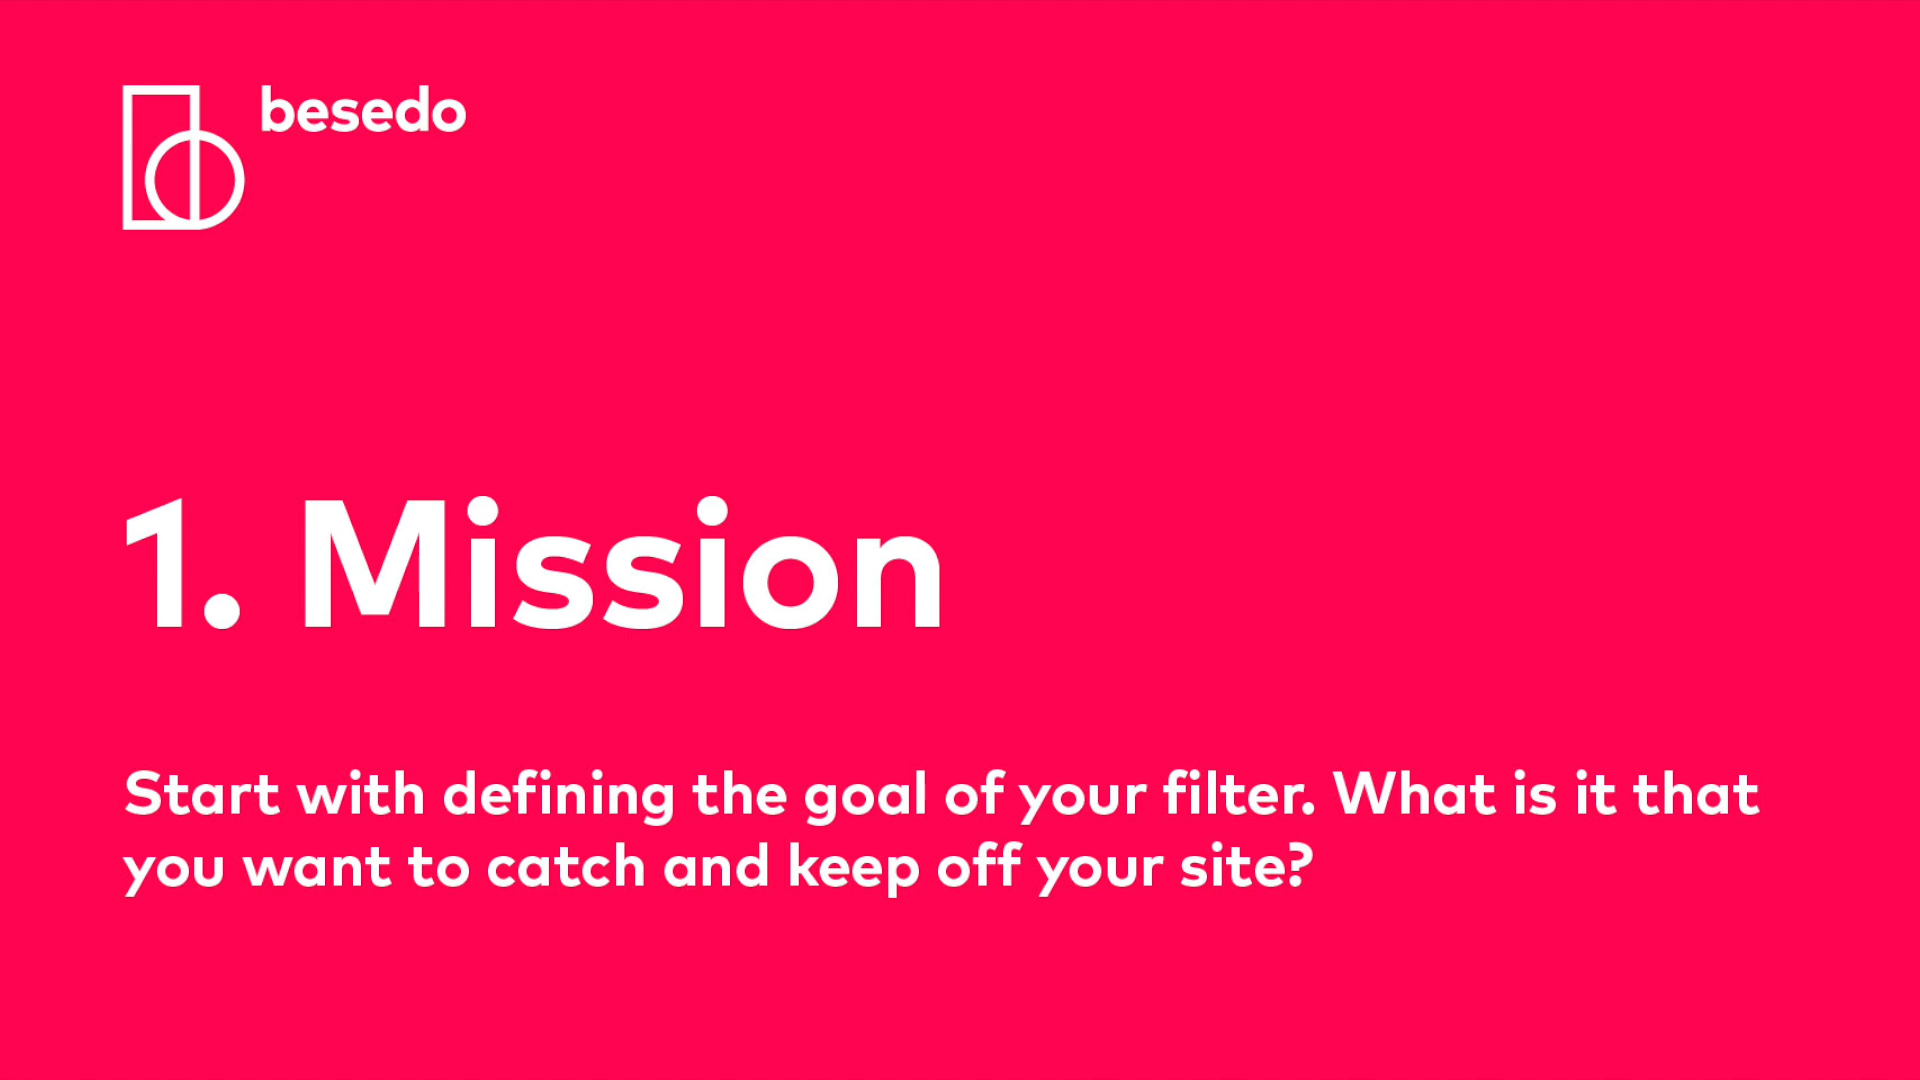 besedo
1. Mission
Start with defining the goal of your filter. What is it that
you want to catch and keep off your site?